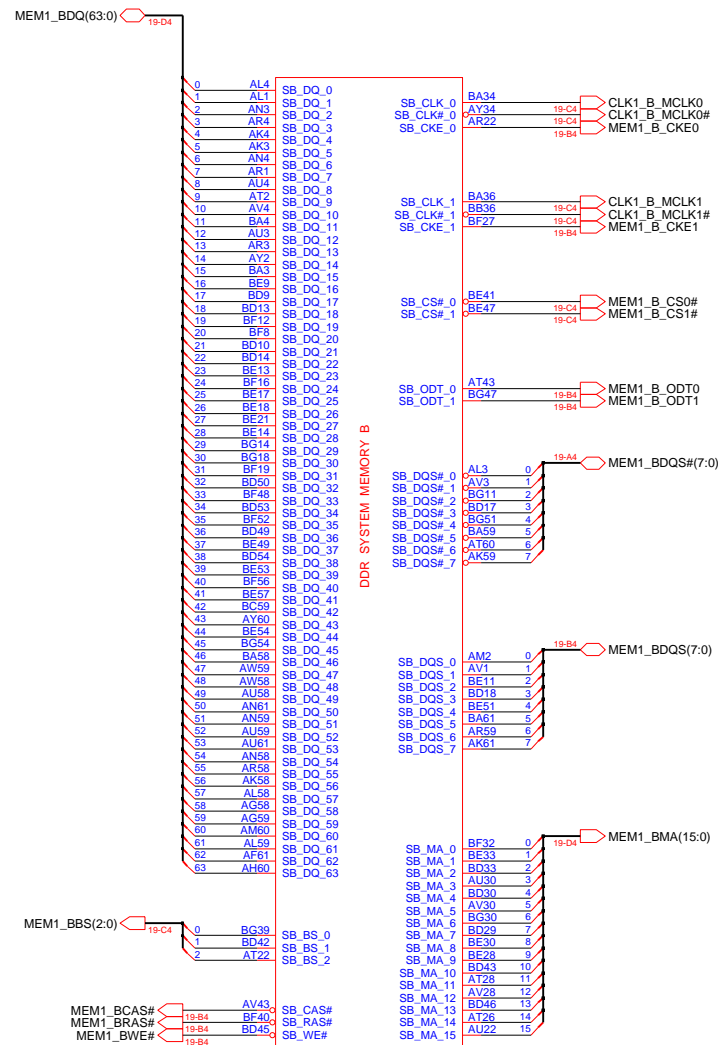 MEM1_BDQ(63:0) 19-D4
0 AL4 SB_DQ_0
1 AL1 SB_DQ_1
2 AN3 SB_DQ_2
3 AR4 SB_DQ_3
4 AK4 SB_DQ_4
5 AK3 SB_DQ_5
6 AN4 SB_DQ_6
7 AR1 SB_DQ_7
8 AU4 SB_DQ_8
9 AT2 SB_DQ_9
10 AV4 SB_DQ_10
11 BA4 SB_DQ_11
12 AU3 SB_DQ_12
13 AR3 SB_DQ_13
14 AY2 SB_DQ_14
15 BA3 SB_DQ_15
16 BE9 SB_DQ_16
17 BD9 SB_DQ_17
18 BD13 SB_DQ_18
19 BF12 SB_DQ_19
20 BF8 SB_DQ_20
21 BD10 SB_DQ_21
22 BD14 SB_DQ_22
23 BE13 SB_DQ_23
24 BF16 SB_DQ_24
25 BE17 SB_DQ_25
26 BE18 SB_DQ_26
27 BE21 SB_DQ_27
28 BE14 SB_DQ_28
29 BG14 SB_DQ_29
30 BG18 SB_DQ_30
31 BF19 SB_DQ_31
32 BD50 SB_DQ_32
33 BF48 SB_DQ_33
34 BD53 SB_DQ_34
35 BF52 SB_DQ_35
36 BD49 SB_DQ_36
37 BE49 SB_DQ_37
38 BD54 SB_DQ_38
39 BE53 SB_DQ_39
40 BF56 SB_DQ_40
41 BE57 SB_DQ_41
42 BC59 SB_DQ_42
43 AY60 SB_DQ_43
44 BE54 SB_DQ_44
45 BG54 SB_DQ_45
46 BA58 SB_DQ_46
47 AW59 SB_DQ_47
48 AW58 SB_DQ_48
49 AU58 SB_DQ_49
50 AN61 SB_DQ_50
51 AN59 SB_DQ_51
52 AU59 SB_DQ_52
53 AU61 SB_DQ_53
54 AN58 SB_DQ_54
55 AR58 SB_DQ_55
56 AK58 SB_DQ_56
57 AL58 SB_DQ_57
58 AG58 SB_DQ_58
59 AG59 SB_DQ_59
60 AM60 SB_DQ_60
61 AL59 SB_DQ_61
62 AF61 SB_DQ_62
63 AH60 SB_DQ_63
MEM1_BBS(2:0) 19-C4
0 BG39 SB_BS_0
1 BD42 SB_BS_1
2 AT22 SB_BS_2
MEM1_BCAS# 19-B4 AV43 SB_CAS#
MEM1_BRAS# 19-B4 BF40 SB_RAS#
MEM1_BWE# 19-B4 BD45 SB_WE#
DDR SYSTEM MEMORY B
SB_CLK_0 BA34 19-C4 CLK1_B_MCLK0
SB_CLK#_0 AY34 19-C4 CLK1_B_MCLK0#
SB_CKE_0 AR22 19-B4 MEM1_B_CKE0
SB_CLK_1 BA36 19-C4 CLK1_B_MCLK1
SB_CLK#_1 BB36 19-C4 CLK1_B_MCLK1#
SB_CKE_1 BF27 19-B4 MEM1_B_CKE1
SB_CS#_0 BE41 19-C4 MEM1_B_CS0#
SB_CS#_1 BE47 19-C4 MEM1_B_CS1#
SB_ODT_0 AT43 19-B4 MEM1_B_ODT0
SB_ODT_1 BG47 19-B4 MEM1_B_ODT1
19-A4 MEM1_BDQS#(7:0)
SB_DQS#_0 AL3 0
SB_DQS#_1 AV3 1
SB_DQS#_2 BG11 2
SB_DQS#_3 BD17 3
SB_DQS#_4 BG51 4
SB_DQS#_5 BA59 5
SB_DQS#_6 AT60 6
SB_DQS#_7 AK59 7
19-B4 MEM1_BDQS(7:0)
SB_DQS_0 AM2 0
SB_DQS_1 AV1 1
SB_DQS_2 BE11 2
SB_DQS_3 BD18 3
SB_DQS_4 BE51 4
SB_DQS_5 BA61 5
SB_DQS_6 AR59 6
SB_DQS_7 AK61 7
19-D4 MEM1_BMA(15:0)
SB_MA_0 BF32 0
SB_MA_1 BE33 1
SB_MA_2 BD33 2
SB_MA_3 AU30 3
SB_MA_4 BD30 4
SB_MA_5 AV30 5
SB_MA_6 BG30 6
SB_MA_7 BD29 7
SB_MA_8 BE30 8
SB_MA_9 BE28 9
SB_MA_10 BD43 10
SB_MA_11 AT28 11
SB_MA_12 AV28 12
SB_MA_13 BD46 13
SB_MA_14 AT26 14
SB_MA_15 AU22 15